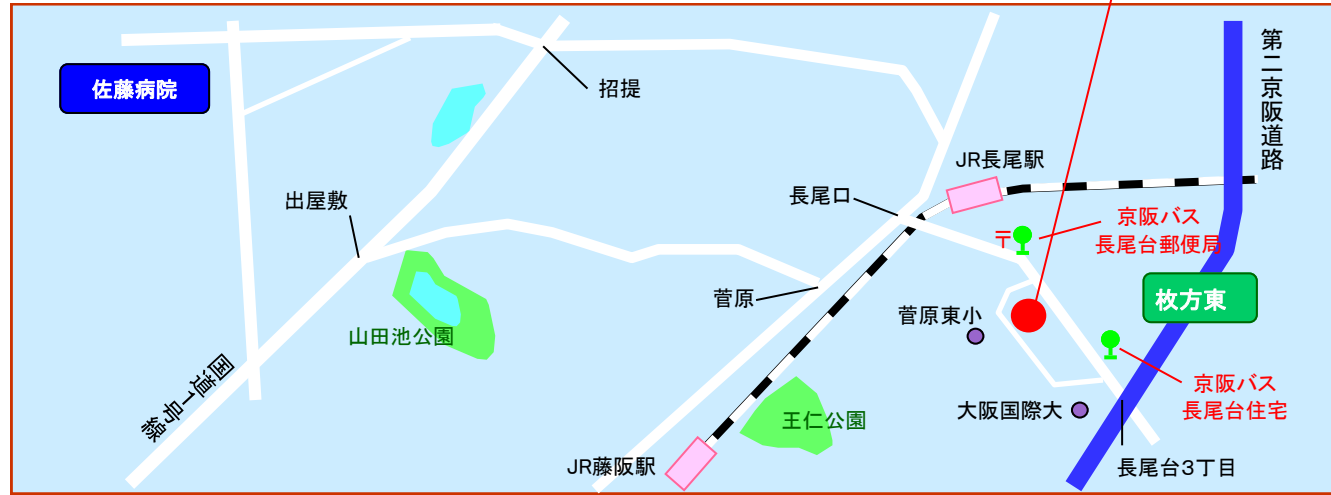 佐藤病院
招提
第二京阪道路
JR長尾駅
出屋敷
長尾口
京阪バス
長尾台郵便局
〒
枚方東
菅原
菅原東小
山田池公園
国道1号線
京阪バス
長尾台住宅
大阪国際大
王仁公園
JR藤阪駅
長尾台3丁目